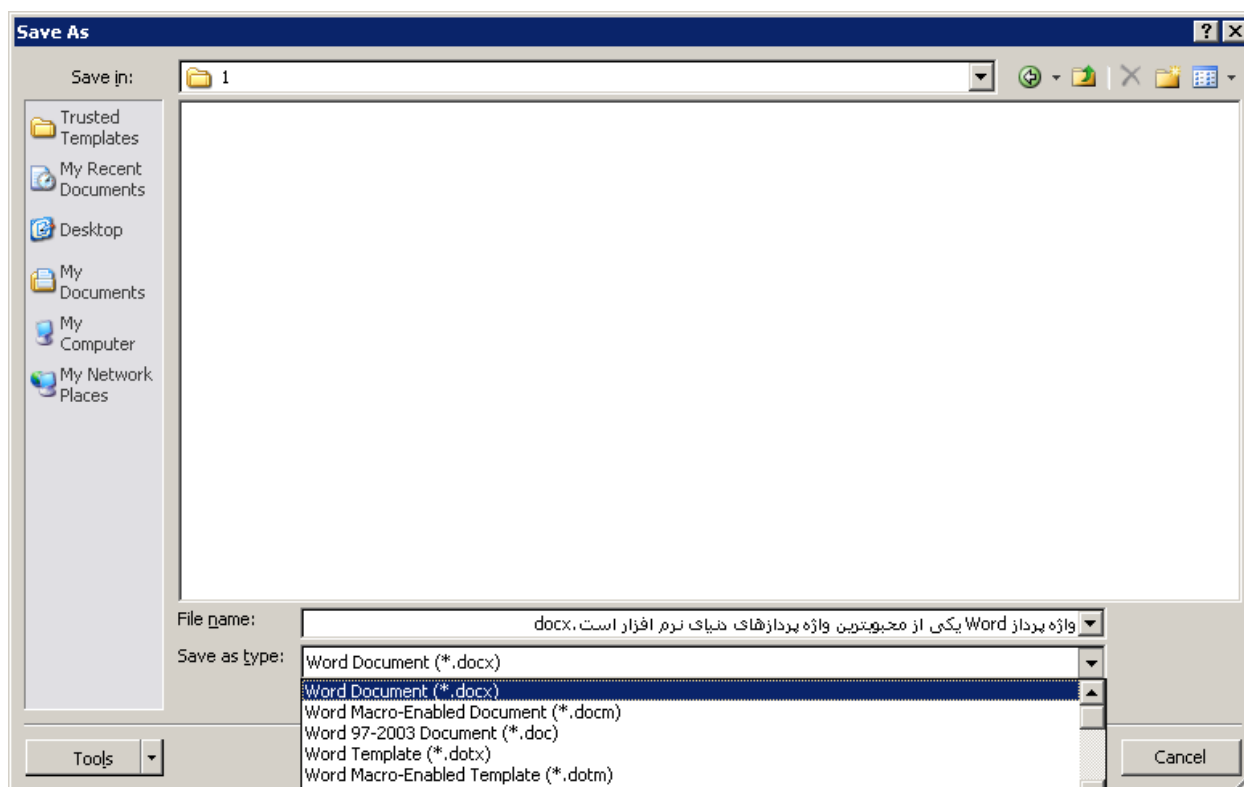 Save As
Save in:
1
Trusted
Templates
My Recent
Documents
Desktop
My
Documents
My
Computer
My Network
Places
File name:
واژه پرداز Word یکی از محبوبترین واژه پردازهای دنیای نرم افزار است.docx
Save as type:
Word Document (*.docx)
Word Document (*.docx)
Word Macro-Enabled Document (*.docm)
Word 97-2003 Document (*.doc)
Word Template (*.dotx)
Word Macro-Enabled Template (*.dotm)
Tools
Cancel